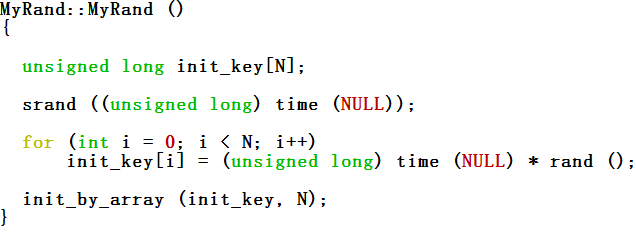 MyRand::MyRand ()
{
unsigned long init_key[N];
srand ((unsigned long) time (NULL));
for (int i = 0; i < N; i++)
init_key[i] = (unsigned long) time (NULL) * rand ();
init_by_array (init_key, N);
}